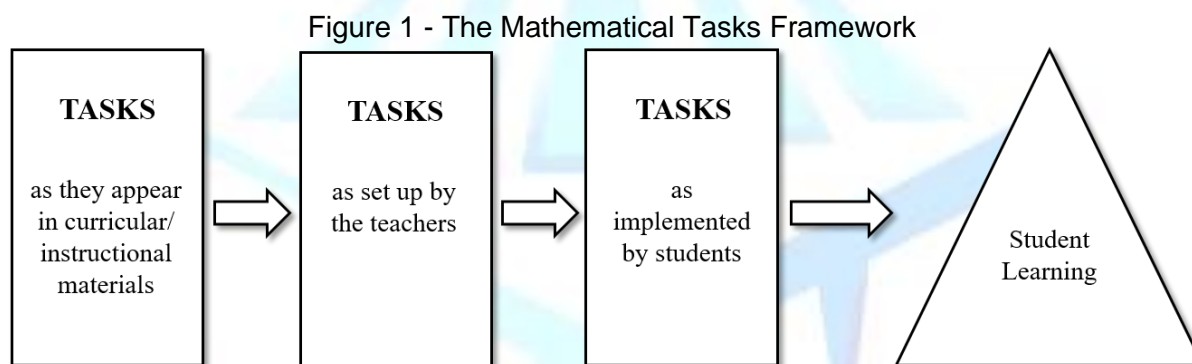 Figure 1 - The Mathematical Tasks Framework
TASKS
as they appear
in curricular/
instructional
materials
TASKS
as set up by
the teachers
TASKS
as
implemented
by students
Student
Learning